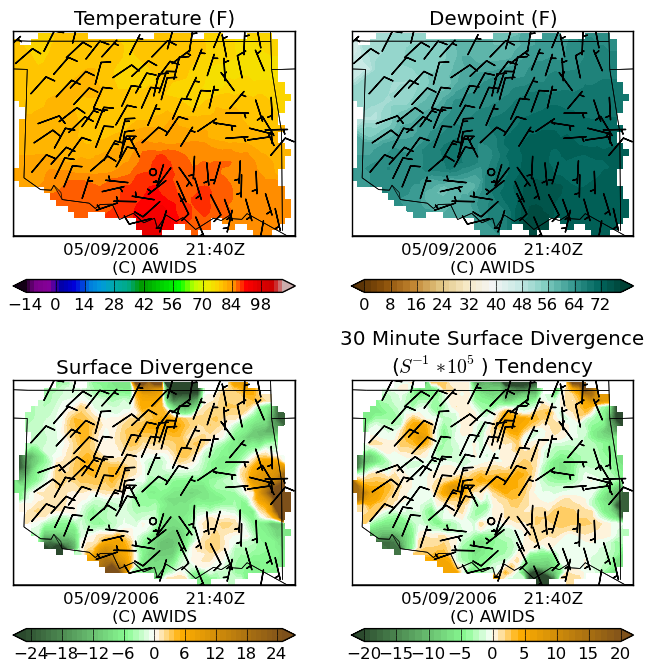 Temperature (F)
Dewpoint (F)
05/09/2006 21:40Z
(C) AWIDS
05/09/2006 21:40Z
(C) AWIDS
−14 0 14 28 42 56 70 84 98
0 8 16 24 32 40 48 56 64 72
Surface Divergence
30 Minute Surface Divergence
(S⁻¹ *10⁵ ) Tendency
05/09/2006 21:40Z
(C) AWIDS
05/09/2006 21:40Z
(C) AWIDS
−24 −18 −12 −6 0 6 12 18 24
−20 −15 −10 −5 0 5 10 15 20